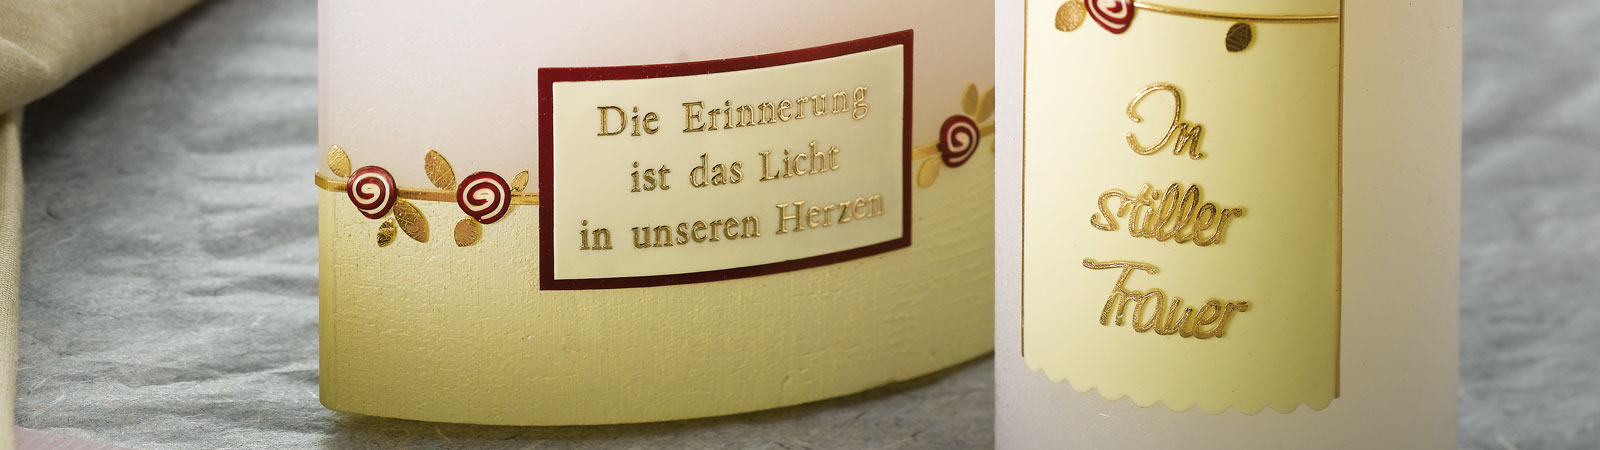 Die Erinnerung
ist das Licht
in unseren Herzen
In
stiller
Trauer